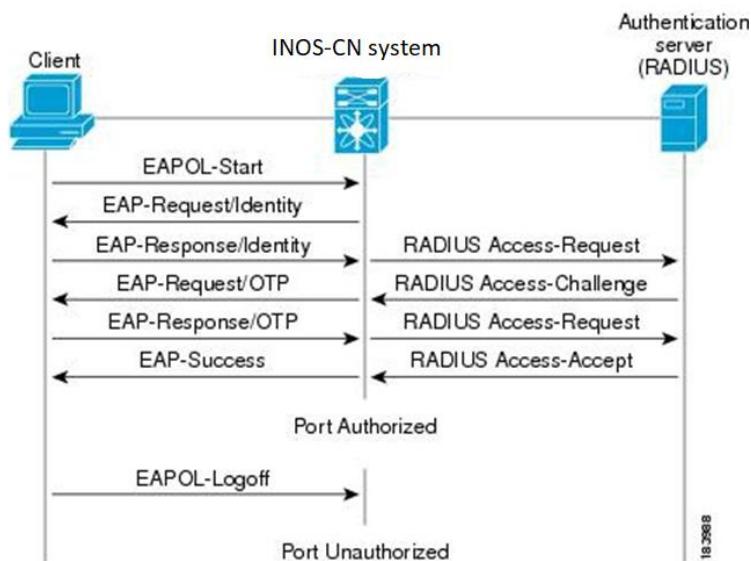 Client
INOS-CN system
Authentication
server
(RADIUS)
EAPOL-Start
EAP-Request/Identity
EAP-Response/Identity
RADIUS Access-Request
EAP-Request/OTP
RADIUS Access-Challenge
EAP-Response/OTP
RADIUS Access-Request
EAP-Success
RADIUS Access-Accept
Port Authorized
EAPOL-Logoff
Port Unauthorized
183988